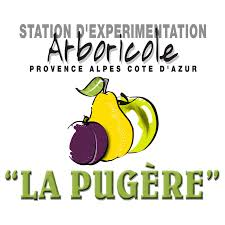 STATION D'EXPERIMENTATION
Arboricole
PROVENCE ALPES COTE D'AZUR
“LA PUGÈRE”